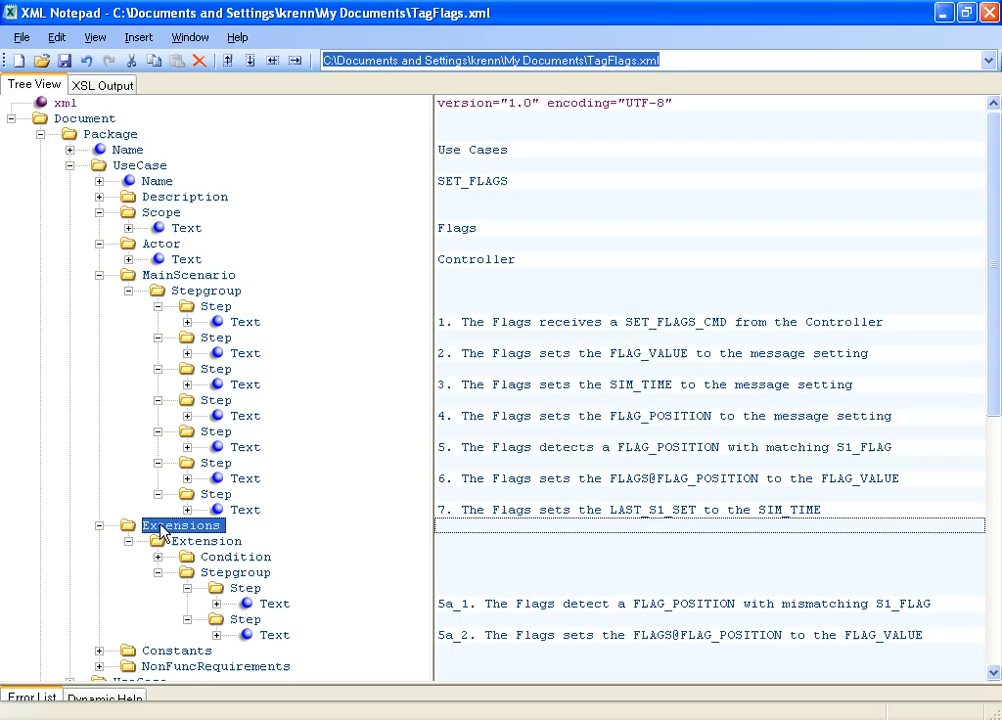 XML Notepad - C:\Documents and Settings\krenn\My Documents\TagFlags.xml
File Edit View Insert Window Help
C:\Documents and Settings\krenn\My Documents\TagFlags.xml
Tree View XSL Output
xml version="1.0" encoding="UTF-8"
Document
Package
Name Use Cases
UseCase
Name SET_FLAGS
Description
Scope
Text Flags
Actor
Text Controller
MainScenario
Stepgroup
Step
Text 1. The Flags receives a SET_FLAGS_CMD from the Controller
Step
Text 2. The Flags sets the FLAG_VALUE to the message setting
Step
Text 3. The Flags sets the SIM_TIME to the message setting
Step
Text 4. The Flags sets the FLAG_POSITION to the message setting
Step
Text 5. The Flags detects a FLAG_POSITION with matching S1_FLAG
Step
Text 6. The Flags sets the FLAGS@FLAG_POSITION to the FLAG_VALUE
Step
Text 7. The Flags sets the LAST_S1_SET to the SIM_TIME
Extensions
Extension
Condition
Stepgroup
Step
Text 5a_1. The Flags detect a FLAG_POSITION with mismatching S1_FLAG
Step
Text 5a_2. The Flags sets the FLAGS@FLAG_POSITION to the FLAG_VALUE
Constants
NonFuncRequirements
UseCase
Error List Dynamic Help